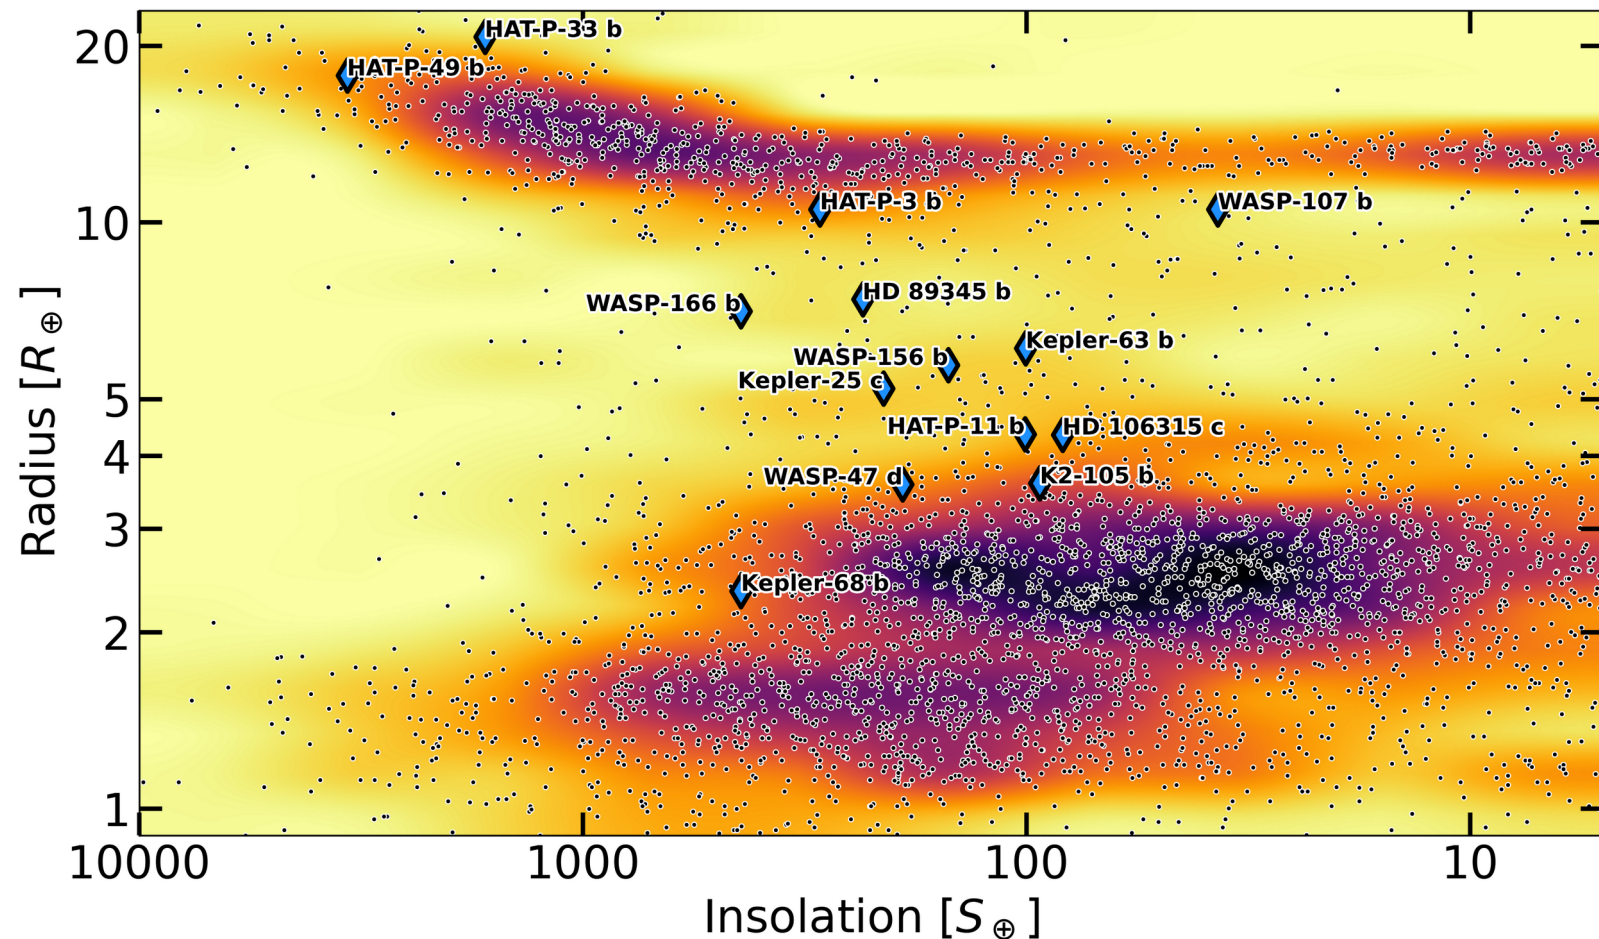 HAT-P-33 b
20
HAT-P-49 b
HAT-P-3 b
WASP-107 b
10
HD 89345 b
WASP-166 b
Kepler-63 b
WASP-156 b
Kepler-25 c
5
HAT-P-11 b
HD 106315 c
4
WASP-47 d
K2-105 b
3
Kepler-68 b
2
1
Radius [R⊕]
10000 1000 100 10
Insolation [S⊕]